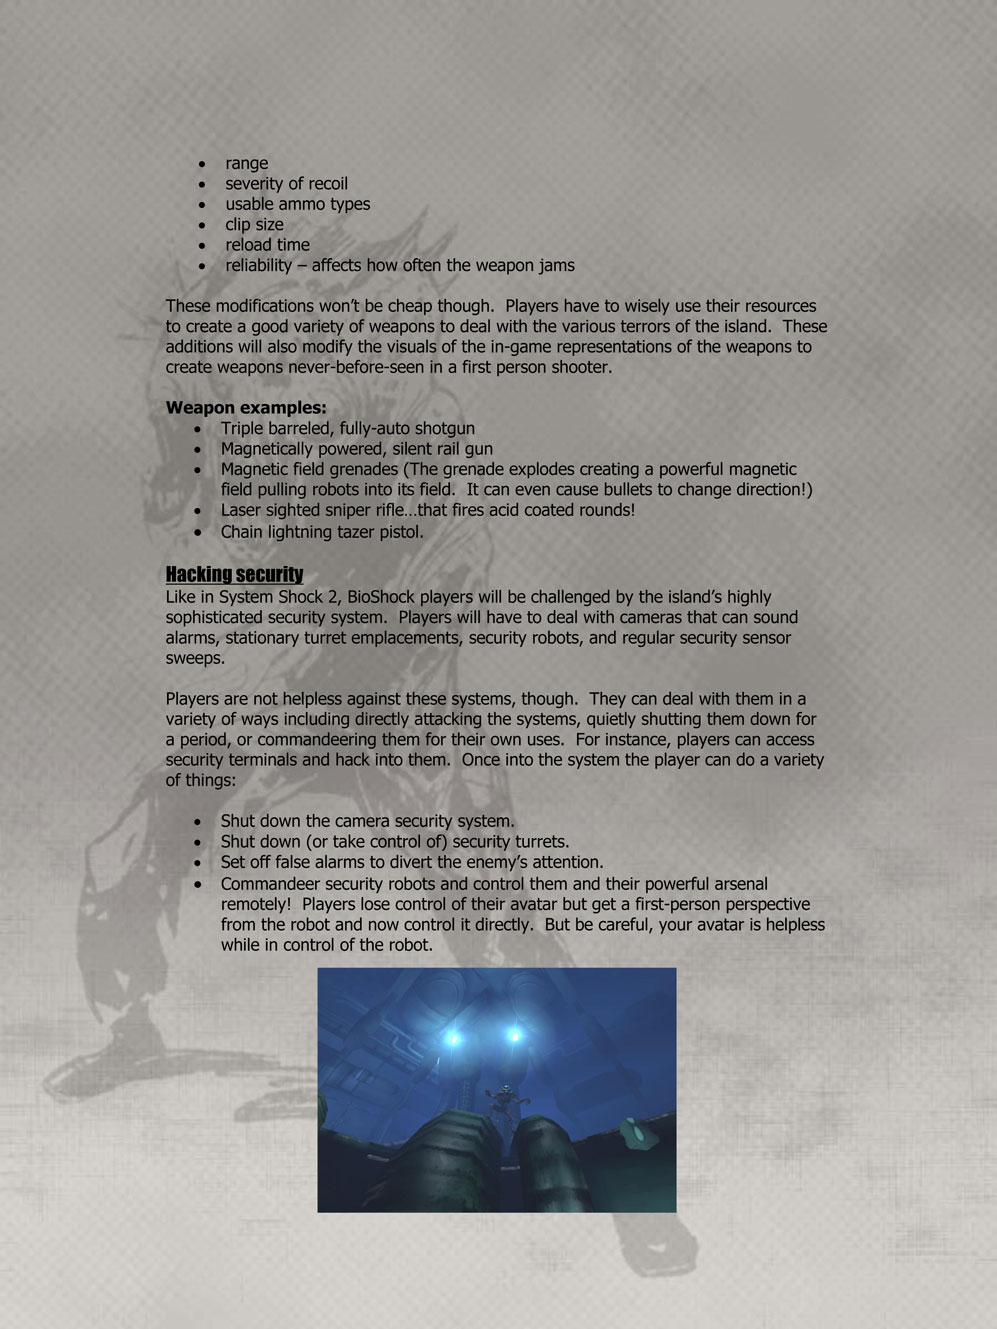 • range
• severity of recoil
• usable ammo types
• clip size
• reload time
• reliability – affects how often the weapon jams
These modifications won’t be cheap though.  Players have to wisely use their resources
to create a good variety of weapons to deal with the various terrors of the island.  These
additions will also modify the visuals of the in-game representations of the weapons to
create weapons never-before-seen in a first person shooter.
Weapon examples:
• Triple barreled, fully-auto shotgun
• Magnetically powered, silent rail gun
• Magnetic field grenades (The grenade explodes creating a powerful magnetic
field pulling robots into its field.  It can even cause bullets to change direction!)
• Laser sighted sniper rifle…that fires acid coated rounds!
• Chain lightning tazer pistol.
Hacking security
Like in System Shock 2, BioShock players will be challenged by the island’s highly
sophisticated security system.  Players will have to deal with cameras that can sound
alarms, stationary turret emplacements, security robots, and regular security sensor
sweeps.
Players are not helpless against these systems, though.  They can deal with them in a
variety of ways including directly attacking the systems, quietly shutting them down for
a period, or commandeering them for their own uses.  For instance, players can access
security terminals and hack into them.  Once into the system the player can do a variety
of things:
• Shut down the camera security system.
• Shut down (or take control of) security turrets.
• Set off false alarms to divert the enemy’s attention.
• Commandeer security robots and control them and their powerful arsenal
remotely!  Players lose control of their avatar but get a first-person perspective
from the robot and now control it directly.  But be careful, your avatar is helpless
while in control of the robot.